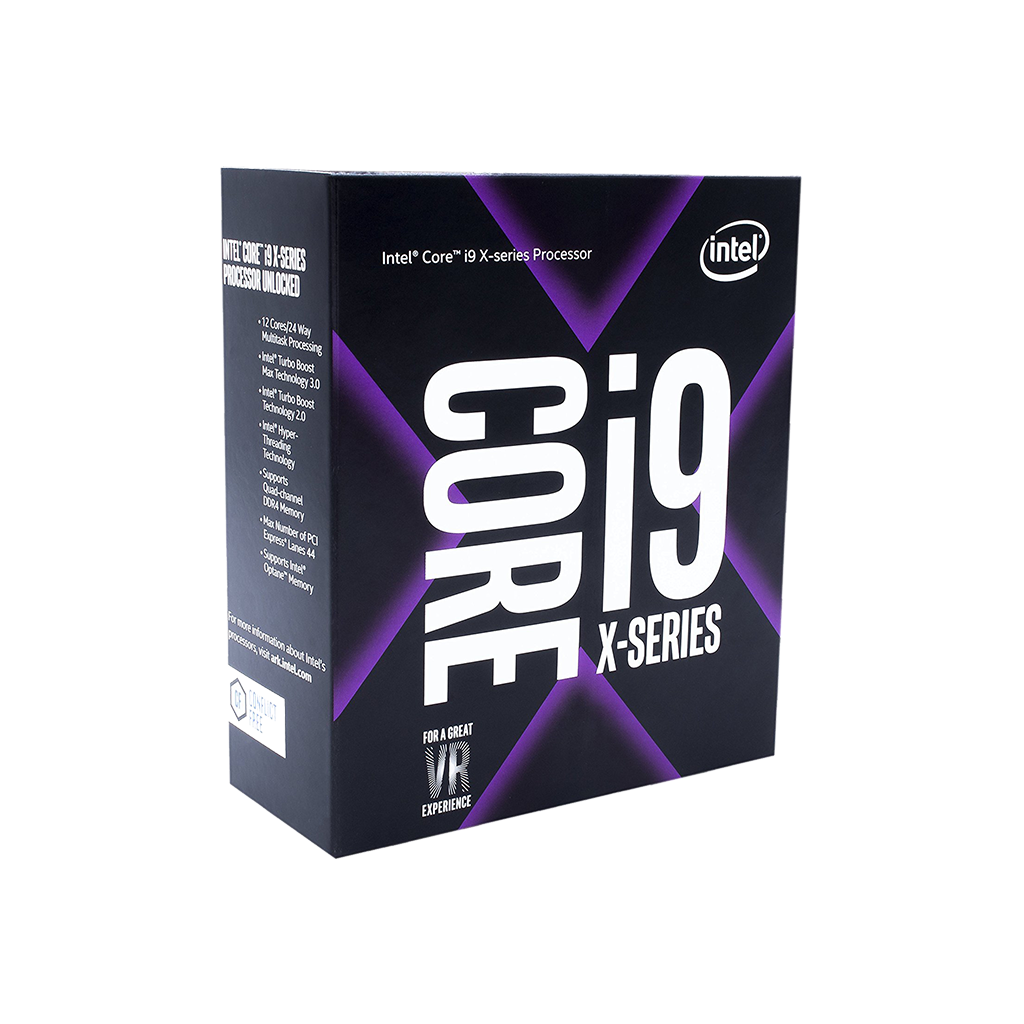 INTEL® CORE™ i9 X-SERIES
PROCESSOR UNLOCKED
• 12 Cores/24 Way
Multitask Processing
• Intel® Turbo Boost
Max Technology 3.0
• Intel® Turbo Boost
Technology 2.0
• Intel® Hyper-
Threading
Technology
• Supports
Quad-channel
DDR4 Memory
• Max Number of PCI
Express® Lanes 44
• Supports Intel®
Optane™ Memory
For more information about Intel's
processors, visit ark.intel.com
CF
CONFLICT
FREE
Intel® Core™ i9 X-series Processor
intel®
CORE
i9
X-SERIES
FOR A GREAT
VR
EXPERIENCE